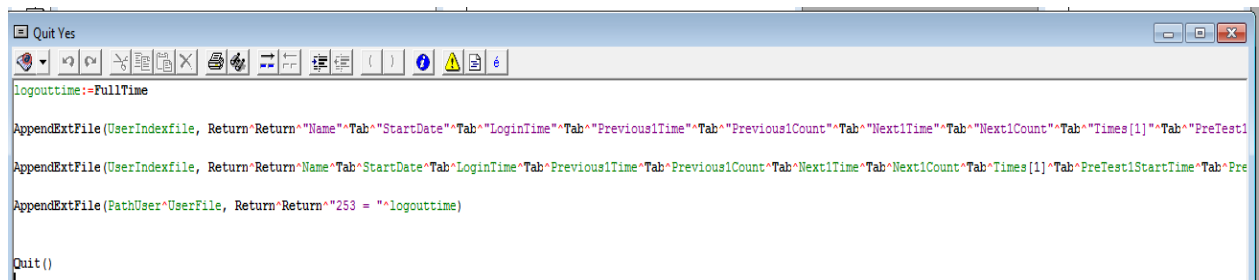 Quit Yes
logouttime:=FullTime
AppendExtFile(UserIndexfile, Return^Return^"Name"^Tab^"StartDate"^Tab^"LoginTime"^Tab^"Previous1Time"^Tab^"Previous1Count"^Tab^"Next1Time"^Tab^"Next1Count"^Tab^"Times[1]"^Tab^"PreTest1
AppendExtFile(UserIndexfile, Return^Return^Name^Tab^StartDate^Tab^LoginTime^Tab^Previous1Time^Tab^Previous1Count^Tab^Next1Time^Tab^Next1Count^Tab^Times[1]^Tab^PreTest1StartTime^Tab^Pre
AppendExtFile(PathUser^UserFile, Return^Return^"253 = "^logouttime)
Quit()